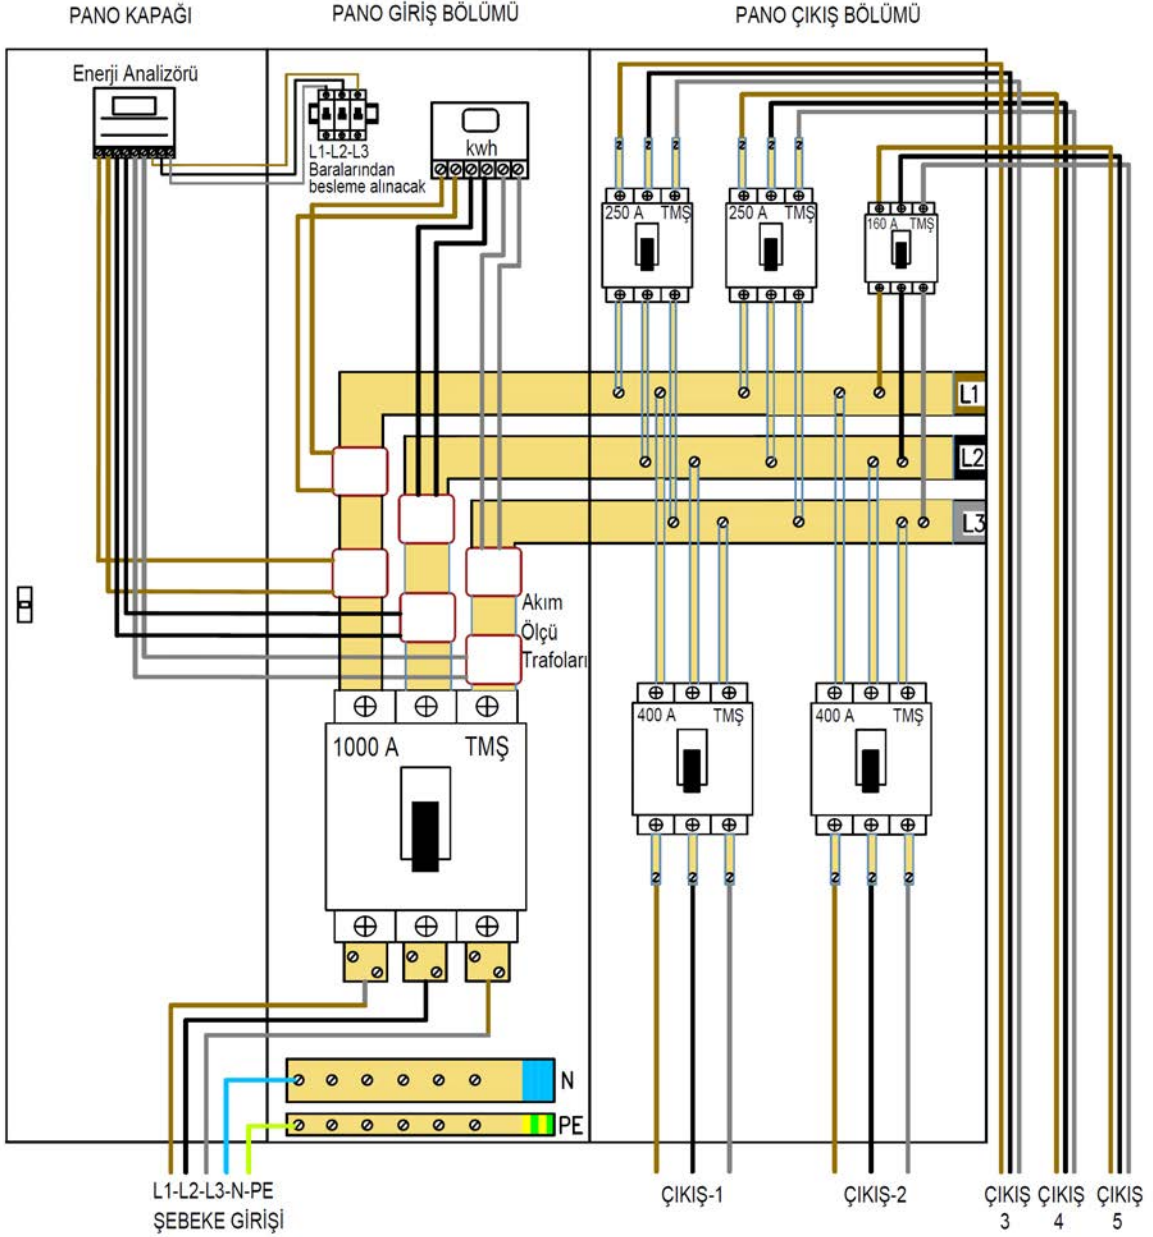 PANO KAPAĞI
PANO GİRİŞ BÖLÜMÜ
PANO ÇIKIŞ BÖLÜMÜ
Enerji Analizörü
L1-L2-L3
Baralarından
besleme alınacak
kwh
250 A TMŞ
250 A TMŞ
160 A TMŞ
L1
L2
L3
Akım
Ölçü
Trafoları
1000 A TMŞ
400 A TMŞ
400 A TMŞ
N
PE
L1-L2-L3-N-PE
ŞEBEKE GİRİŞİ
ÇIKIŞ-1
ÇIKIŞ-2
ÇIKIŞ
3
ÇIKIŞ
4
ÇIKIŞ
5